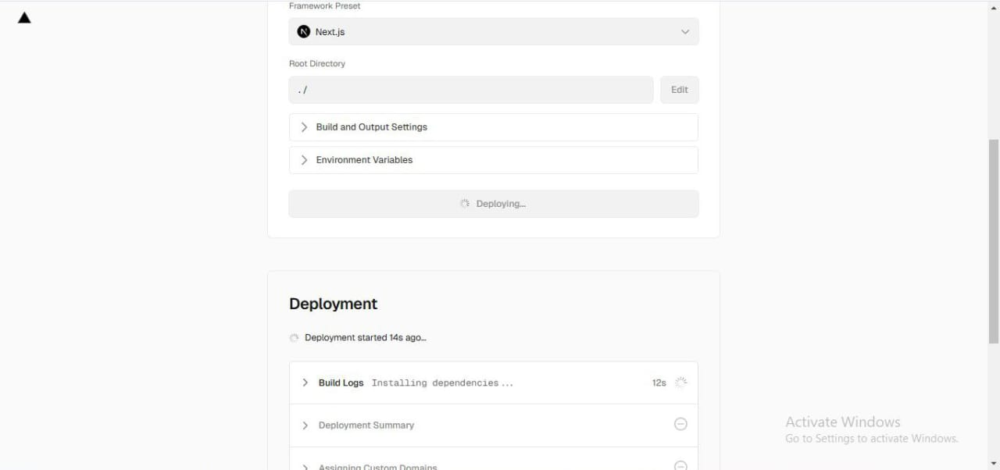 Framework Preset
Next.js
Root Directory
./
Edit
Build and Output Settings
Environment Variables
Deploying...
Deployment
Deployment started 14s ago...
Build Logs Installing dependencies... 12s
Deployment Summary
Assigning Custom Domains
Activate Windows
Go to Settings to activate Windows.